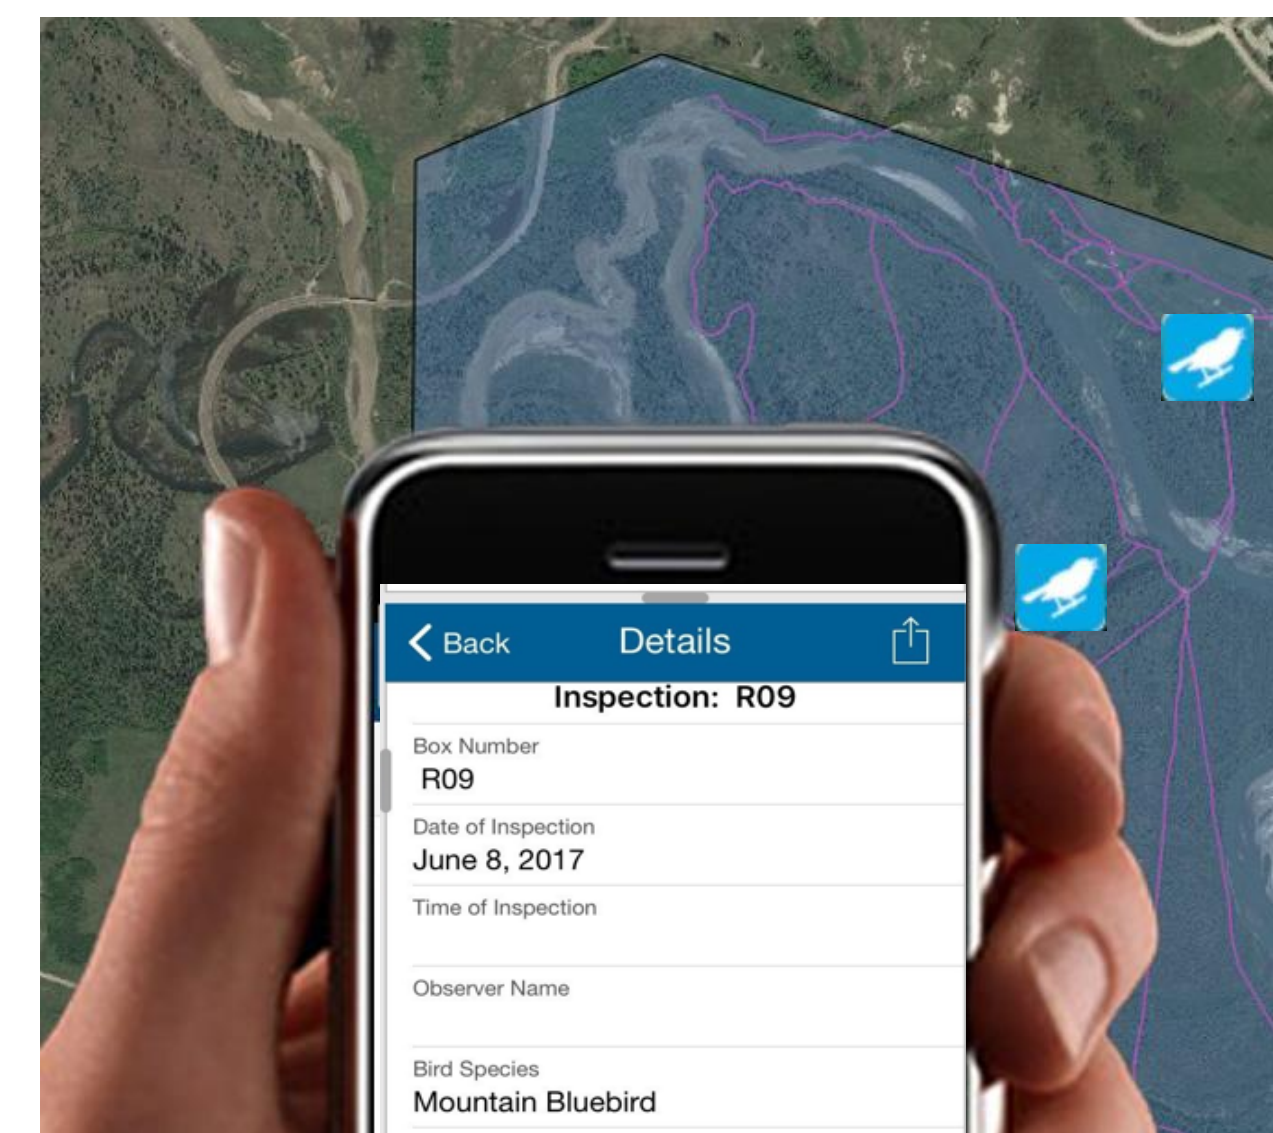 Back
Details
Inspection: R09
Box Number
R09
Date of Inspection
June 8, 2017
Time of Inspection
Observer Name
Bird Species
Mountain Bluebird